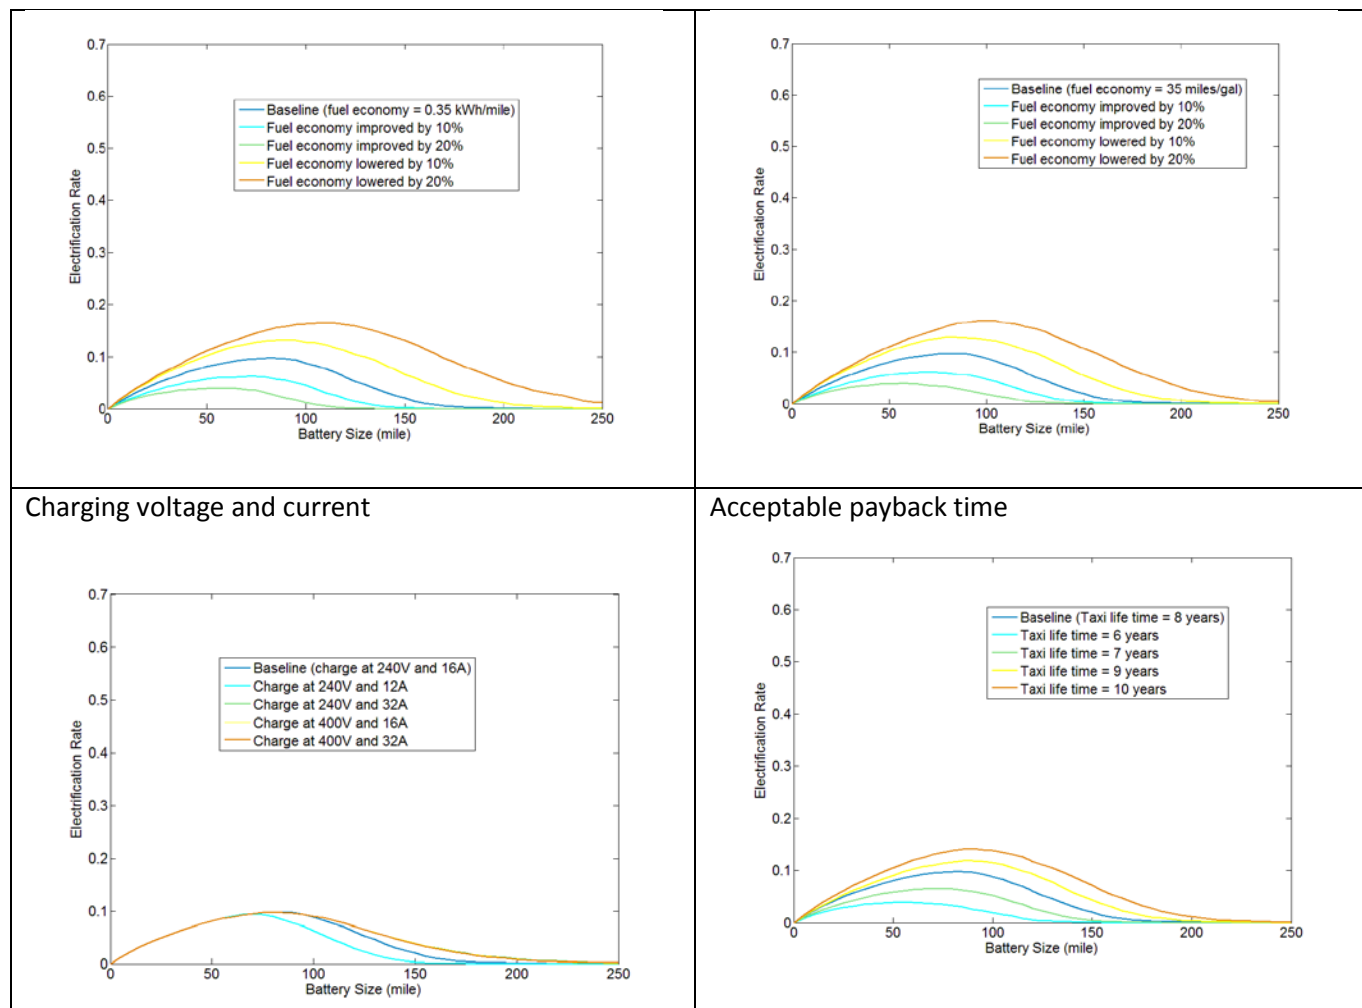 0.7
0.6
0.5
0.4
0.3
0.2
0.1
0
Electrification Rate
Baseline (fuel economy = 0.35 kWh/mile)
Fuel economy improved by 10%
Fuel economy improved by 20%
Fuel economy lowered by 10%
Fuel economy lowered by 20%
0 50 100 150 200 250
Battery Size (mile)
0.7
0.6
0.5
0.4
0.3
0.2
0.1
0
Electrification Rate
Baseline (fuel economy = 35 miles/gal)
Fuel economy improved by 10%
Fuel economy improved by 20%
Fuel economy lowered by 10%
Fuel economy lowered by 20%
0 50 100 150 200 250
Battery Size (mile)
Charging voltage and current
0.7
0.6
0.5
0.4
0.3
0.2
0.1
0
Electrification Rate
Baseline (charge at 240V and 16A)
Charge at 240V and 12A
Charge at 240V and 32A
Charge at 400V and 16A
Charge at 400V and 32A
0 50 100 150 200 250
Battery Size (mile)
Acceptable payback time
0.7
0.6
0.5
0.4
0.3
0.2
0.1
0
Electrification Rate
Baseline (Taxi life time = 8 years)
Taxi life time = 6 years
Taxi life time = 7 years
Taxi life time = 9 years
Taxi life time = 10 years
0 50 100 150 200 250
Battery Size (mile)